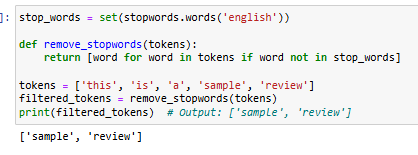 ]: stop_words = set(stopwords.words('english'))
def remove_stopwords(tokens):
    return [word for word in tokens if word not in stop_words]
tokens = ['this', 'is', 'a', 'sample', 'review']
filtered_tokens = remove_stopwords(tokens)
print(filtered_tokens)  # Output: ['sample', 'review']
['sample', 'review']